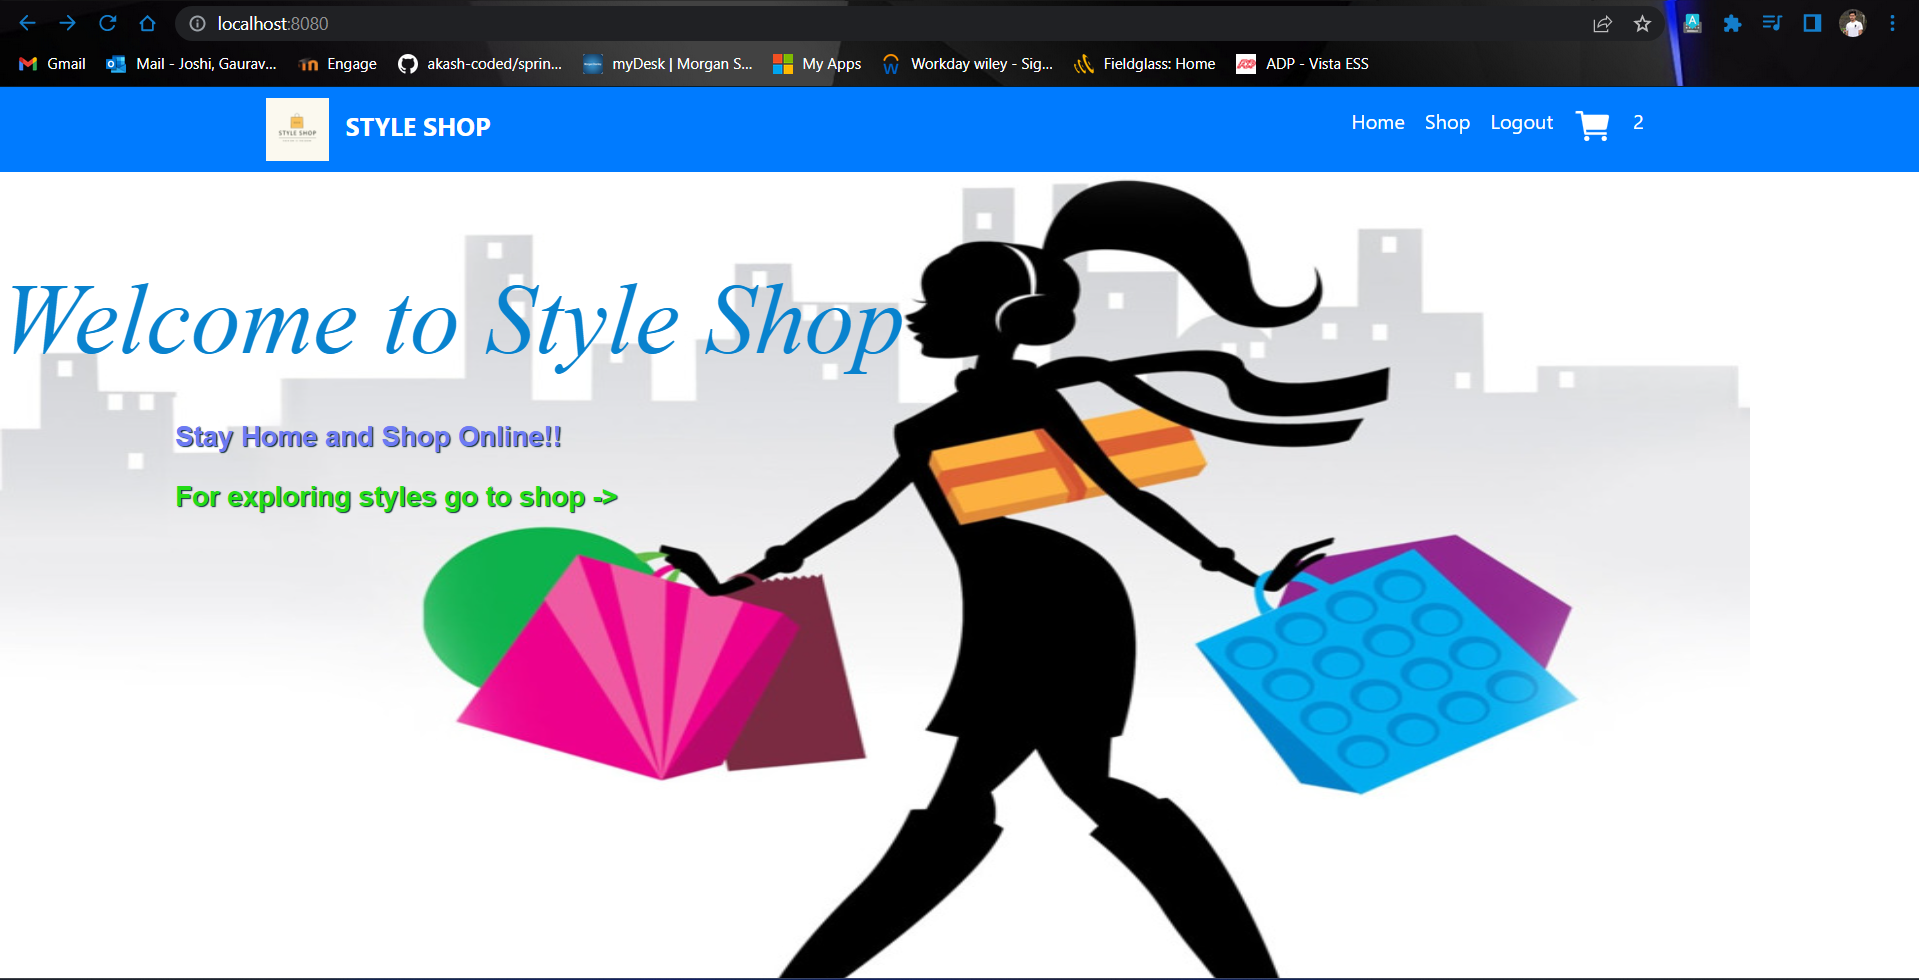 localhost:8080
Gmail
Mail - Joshi, Gaurav...
Engage
akash-coded/sprin...
myDesk | Morgan S...
My Apps
Workday wiley - Sig...
Fieldglass: Home
ADP - Vista ESS
STYLE SHOP
STYLE SHOP
Home
Shop
Logout
2
Welcome to Style Shop
Stay Home and Shop Online!!
For exploring styles go to shop ->